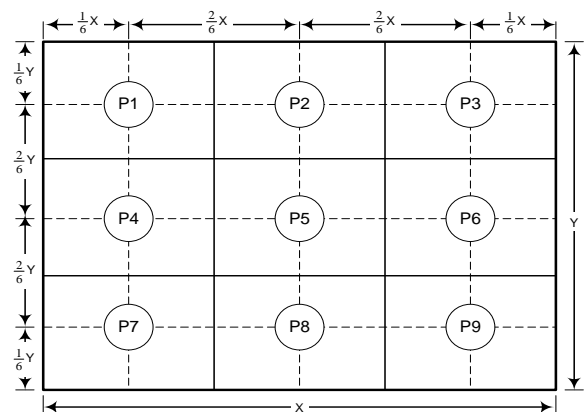 1/6 X 2/6 X 2/6 X 1/6 X
1/6 Y
P1 P2 P3
2/6 Y
P4 P5 P6 Y
2/6 Y
P7 P8 P9
1/6 Y
X